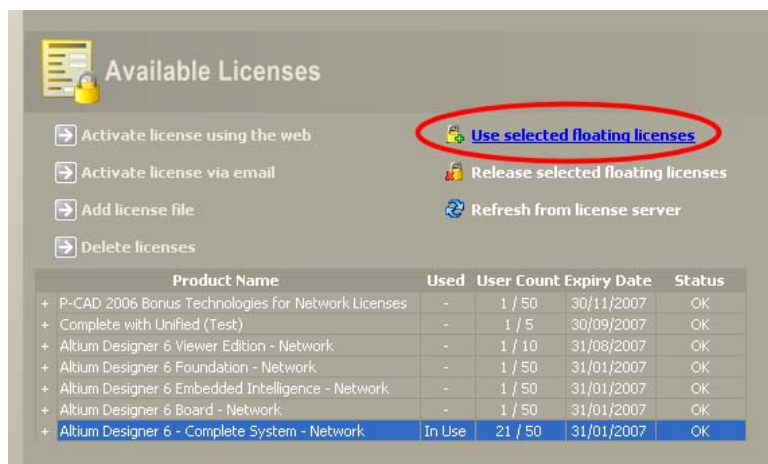 Available Licenses
Activate license using the web
Use selected floating licenses
Activate license via email
Release selected floating licenses
Add license file
Refresh from license server
Delete licenses
Product Name Used User Count Expiry Date Status
+ P-CAD 2006 Bonus Technologies for Network Licenses - 1 / 50 30/11/2007 OK
+ Complete with Unified (Test) - 1 / 5 30/09/2007 OK
+ Altium Designer 6 Viewer Edition - Network - 1 / 10 31/08/2007 OK
+ Altium Designer 6 Foundation - Network - 1 / 50 31/01/2007 OK
+ Altium Designer 6 Embedded Intelligence - Network - 1 / 50 31/01/2007 OK
+ Altium Designer 6 Board - Network - 1 / 50 31/01/2007 OK
+ Altium Designer 6 - Complete System - Network In Use 21 / 50 31/01/2007 OK